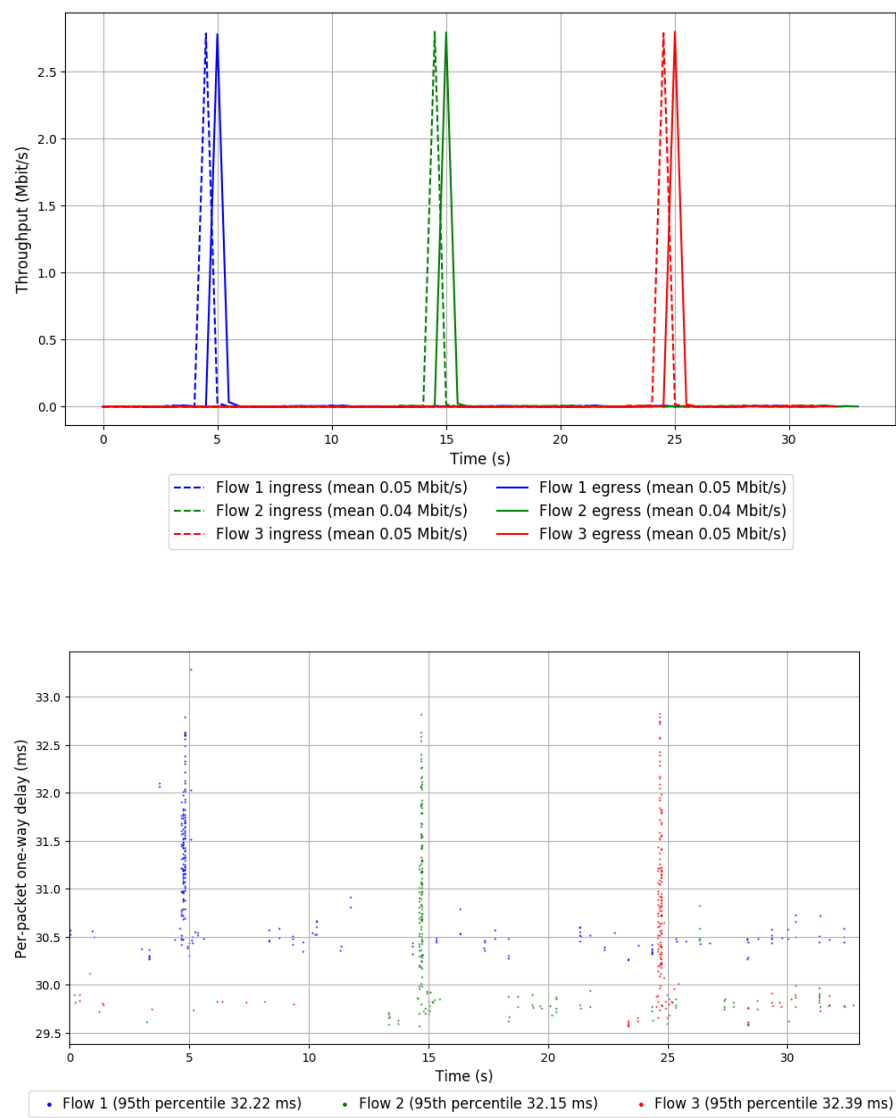 2.5
2.0
1.5
1.0
0.5
0.0
Throughput (Mbit/s)
0 5 10 15 20 25 30
Time (s)
Flow 1 ingress (mean 0.05 Mbit/s) Flow 1 egress (mean 0.05 Mbit/s)
Flow 2 ingress (mean 0.04 Mbit/s) Flow 2 egress (mean 0.04 Mbit/s)
Flow 3 ingress (mean 0.05 Mbit/s) Flow 3 egress (mean 0.05 Mbit/s)
33.0
32.5
32.0
31.5
31.0
30.5
30.0
29.5
Per-packet one-way delay (ms)
0 5 10 15 20 25 30
Time (s)
Flow 1 (95th percentile 32.22 ms) Flow 2 (95th percentile 32.15 ms) Flow 3 (95th percentile 32.39 ms)